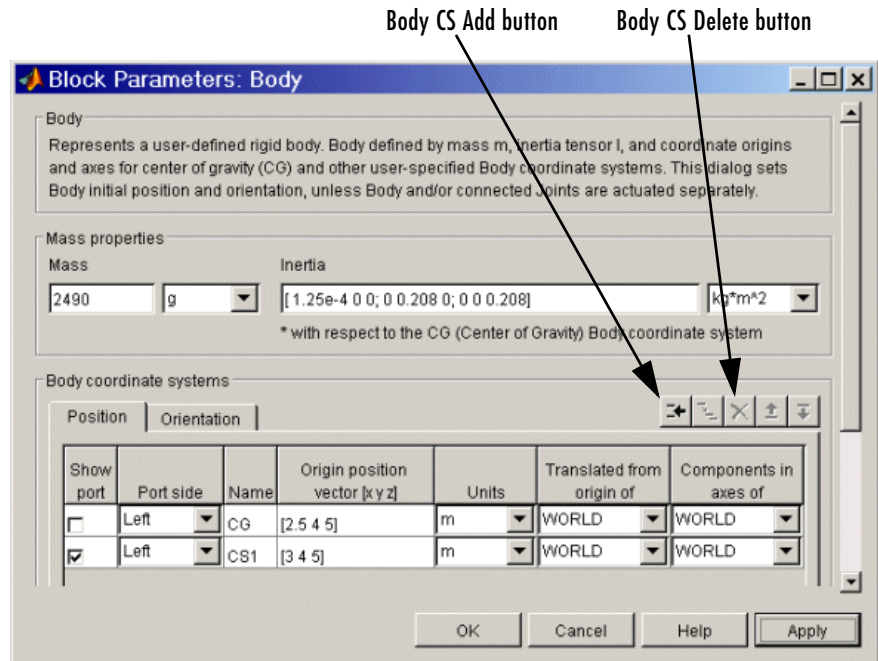 Body CS Add button Body CS Delete button
Block Parameters: Body
Body
Represents a user-defined rigid body. Body defined by mass m, inertia tensor I, and coordinate origins
and axes for center of gravity (CG) and other user-specified Body coordinate systems. This dialog sets
Body initial position and orientation, unless Body and/or connected Joints are actuated separately.
Mass properties
Mass Inertia
2490 g [ 1.25e-4 0 0; 0 0.208 0; 0 0 0.208] kg*m^2
* with respect to the CG (Center of Gravity) Body coordinate system
Body coordinate systems
Position Orientation
Show port Port side Name Origin position vector [x y z] Units Translated from origin of Components in axes of
Left CG [2.5 4 5] m WORLD WORLD
Left CS1 [3 4 5] m WORLD WORLD
OK Cancel Help Apply